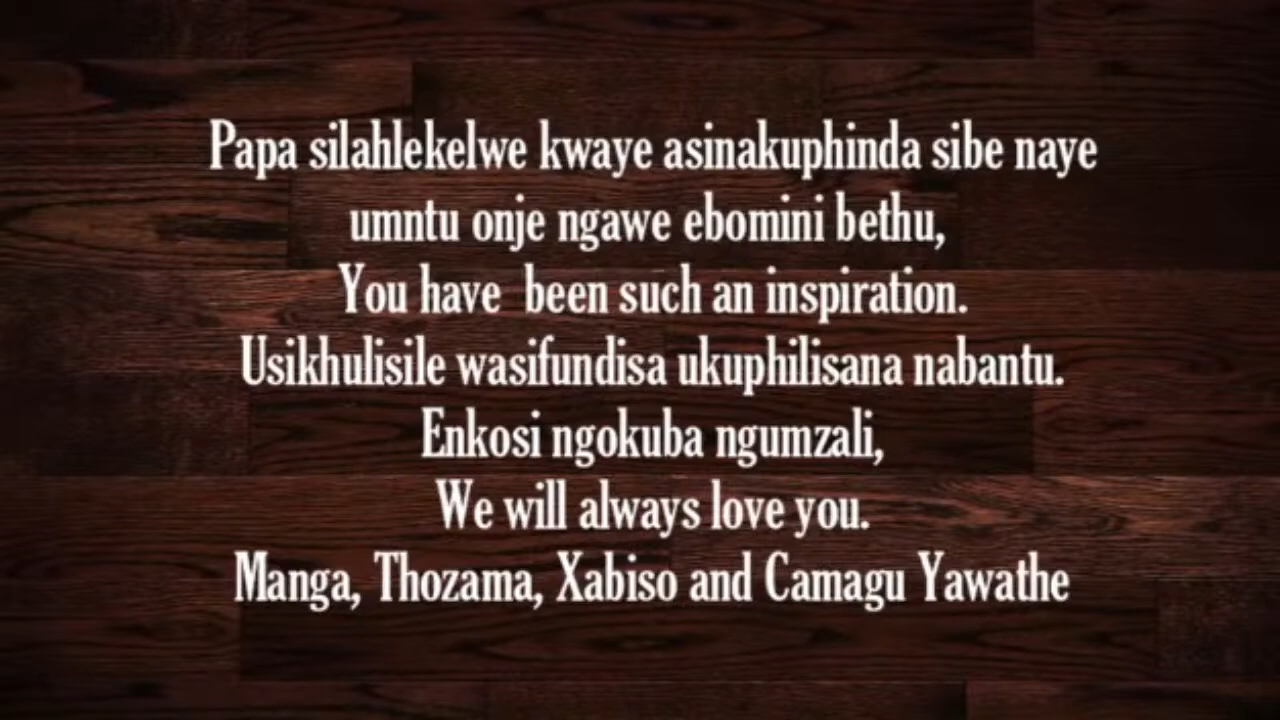 Papa silahlekelwe kwaye asinakuphinda sibe naye
umntu onje ngawe ebomini bethu,
You have been such an inspiration.
Usikhulisile wasifundisa ukuphilisana nabantu.
Enkosi ngokuba ngumzali,
We will always love you.
Manga, Thozama, Xabiso and Camagu Yawathe